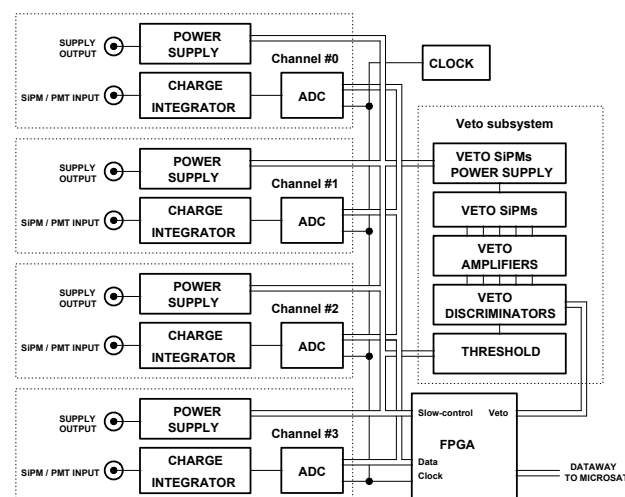 SUPPLY
OUTPUT
POWER
SUPPLY
Channel #0
SiPM / PMT INPUT
CHARGE
INTEGRATOR
ADC
SUPPLY
OUTPUT
POWER
SUPPLY
Channel #1
SiPM / PMT INPUT
CHARGE
INTEGRATOR
ADC
SUPPLY
OUTPUT
POWER
SUPPLY
Channel #2
SiPM / PMT INPUT
CHARGE
INTEGRATOR
ADC
SUPPLY
OUTPUT
POWER
SUPPLY
Channel #3
SiPM / PMT INPUT
CHARGE
INTEGRATOR
ADC
CLOCK
Veto subsystem
VETO SiPMs
POWER SUPPLY
VETO SiPMs
VETO
AMPLIFIERS
VETO
DISCRIMINATORS
THRESHOLD
Slow-control Veto
FPGA
Data
Clock
DATAWAY
TO MICROSAT